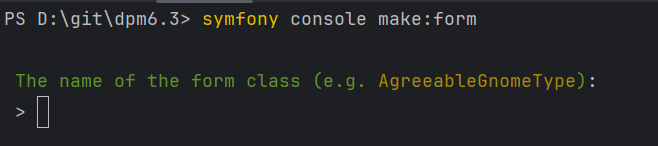 PS D:\git\dpm6.3> symfony console make:form
The name of the form class (e.g. AgreeableGnomeType):
>